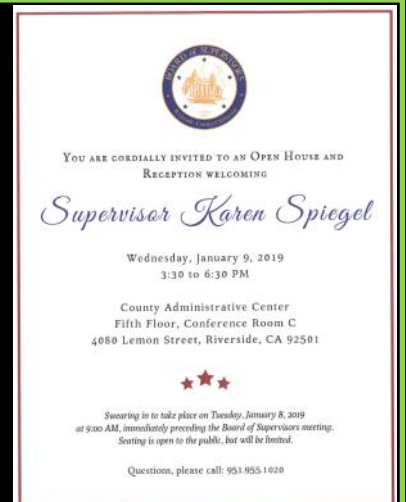 BOARD of SUPERVISORS
YOU ARE CORDIALLY INVITED TO AN OPEN HOUSE AND
RECEPTION WELCOMING
Supervisor Karen Spiegel
Wednesday, January 9, 2019
3:30 to 6:30 PM
County Administrative Center
Fifth Floor, Conference Room C
4080 Lemon Street, Riverside, CA 92501
Swearing in to take place on Tuesday, January 8, 2019
at 9:00 AM, immediately preceding the Board of Supervisors meeting.
Seating is open to the public, but will be limited.
Questions, please call: 951.955.1020